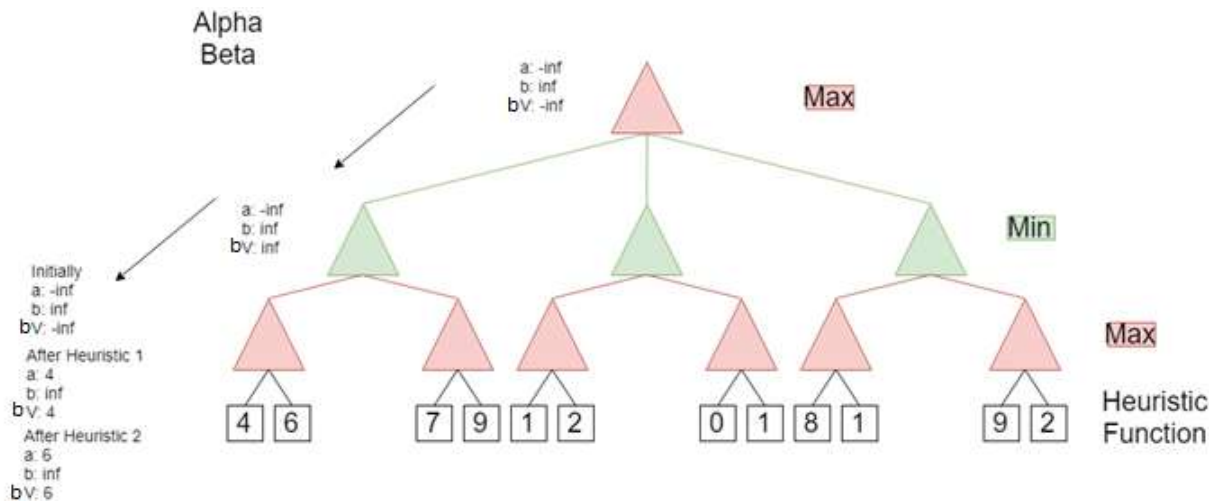 Alpha
Beta
a: -inf
b: inf
bV: -inf
Max
a: -inf
b: inf
bV: inf
Min
Initially
a: -inf
b: inf
bV: -inf
Max
After Heuristic 1
a: 4
b: inf
bV: 4
4 6 7 9 1 2 0 1 8 1 9 2
Heuristic
Function
After Heuristic 2
a: 6
b: inf
bV: 6